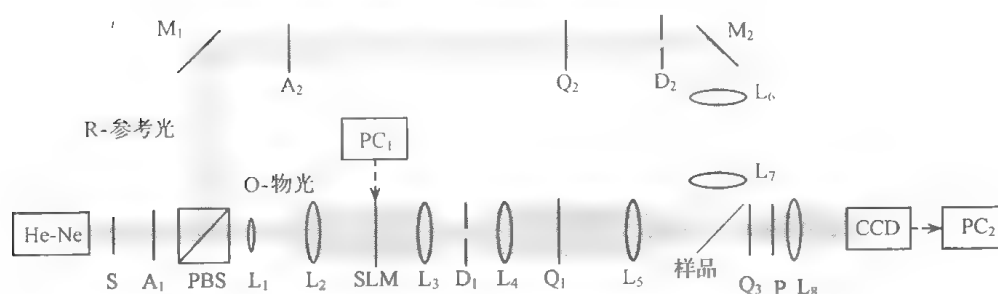 M₁
A₂
Q₂
D₂
M₂
L₆
R-参考光
PC₁
O-物光
L₇
He-Ne
CCD
PC₂
S
A₁
PBS
L₁
L₂
SLM
L₃
D₁
L₄
Q₁
L₅
样品
Q₃
P
L₈